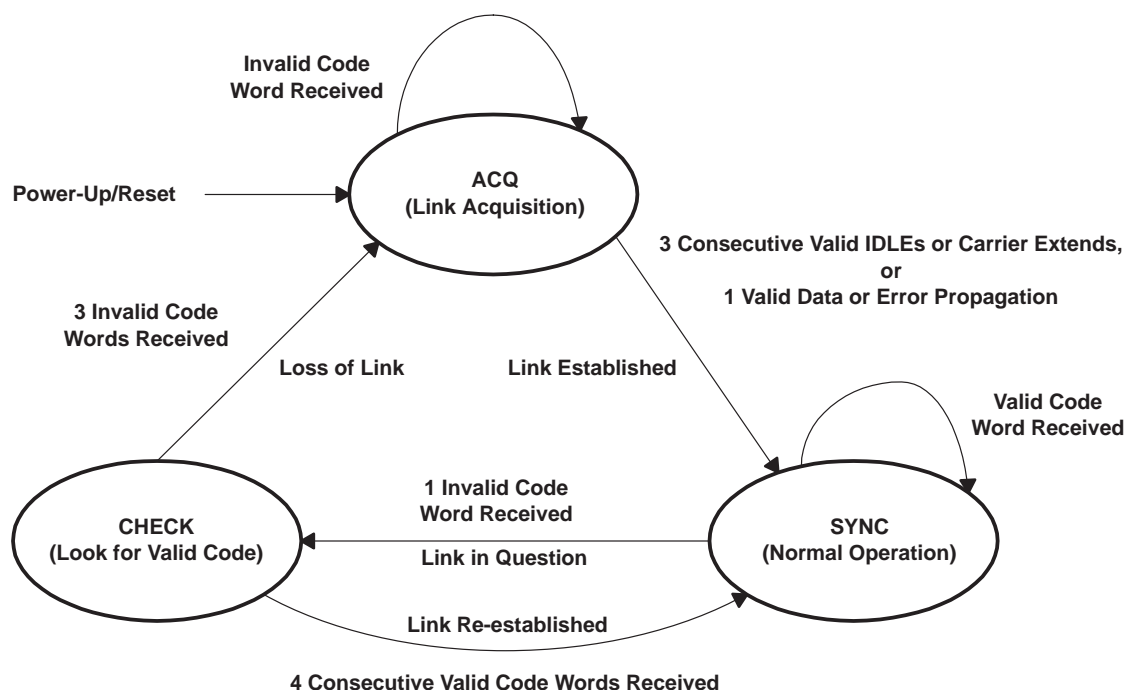 Invalid Code
Word Received
ACQ
(Link Acquisition)
Power-Up/Reset
3 Consecutive Valid IDLEs or Carrier Extends,
or
1 Valid Data or Error Propagation
3 Invalid Code
Words Received
Loss of Link
Link Established
Valid Code
Word Received
1 Invalid Code
Word Received
CHECK
(Look for Valid Code)
SYNC
(Normal Operation)
Link in Question
Link Re-established
4 Consecutive Valid Code Words Received